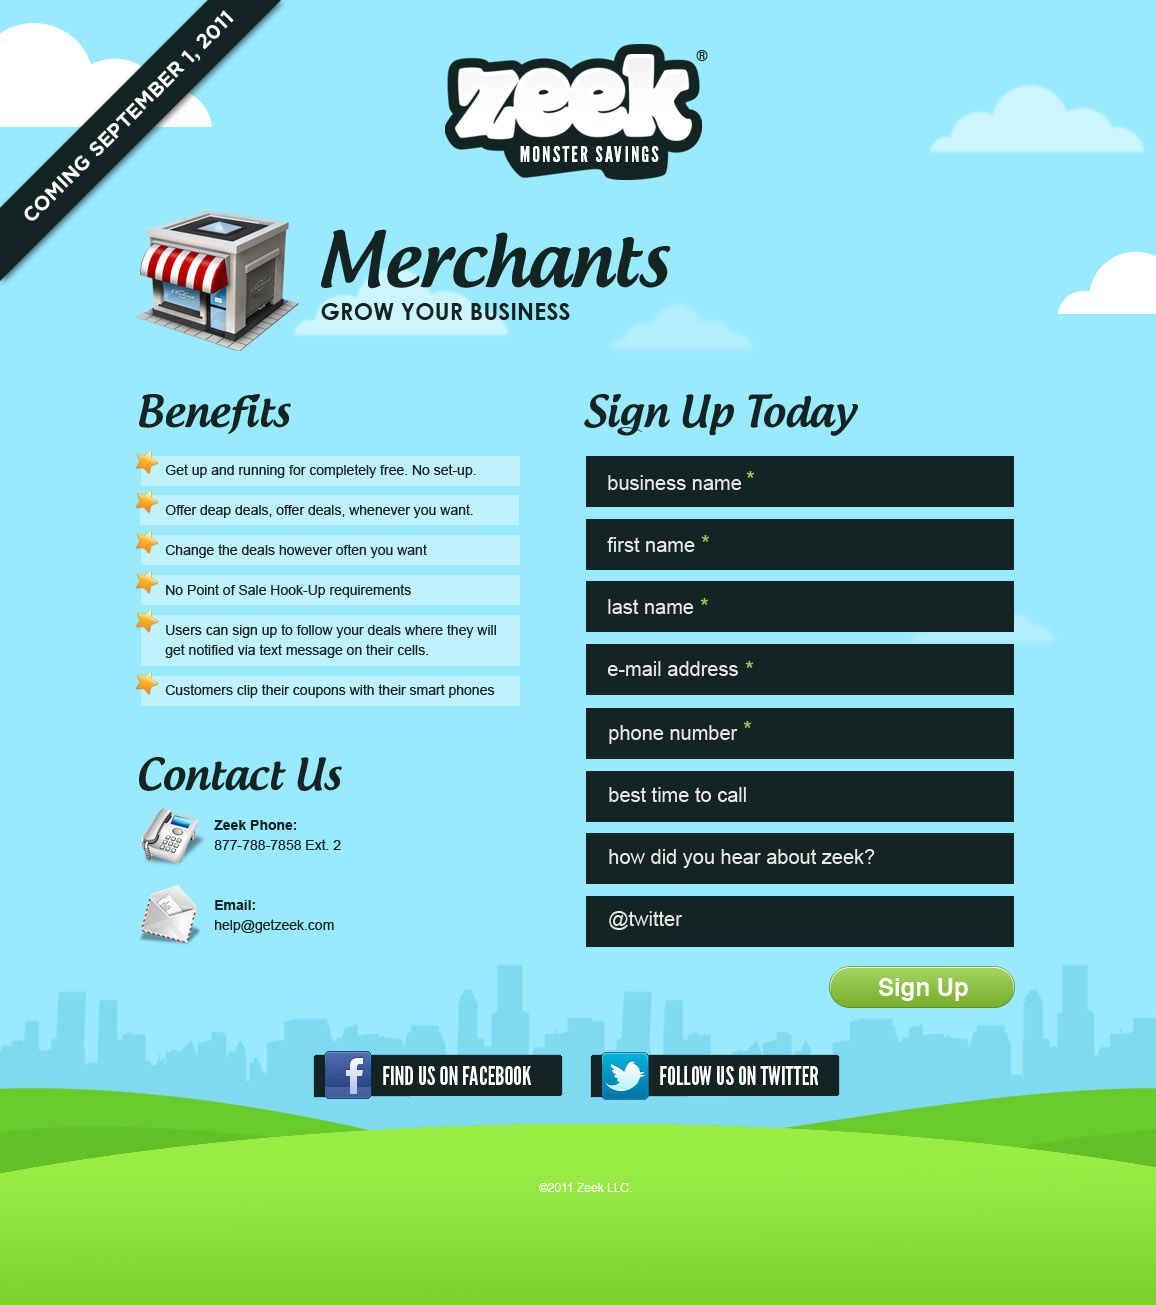 COMING SEPTEMBER 1, 2011
zeek®
MONSTER SAVINGS
Merchants
GROW YOUR BUSINESS
Benefits
Get up and running for completely free. No set-up.
Offer deap deals, offer deals, whenever you want.
Change the deals however often you want
No Point of Sale Hook-Up requirements
Users can sign up to follow your deals where they will
get notified via text message on their cells.
Customers clip their coupons with their smart phones
Contact Us
Zeek Phone:
877-788-7858 Ext. 2
Email:
help@getzeek.com
Sign Up Today
business name *
first name *
last name *
e-mail address *
phone number *
best time to call
how did you hear about zeek?
@twitter
Sign Up
f FIND US ON FACEBOOK
FOLLOW US ON TWITTER
©2011 Zeek LLC.